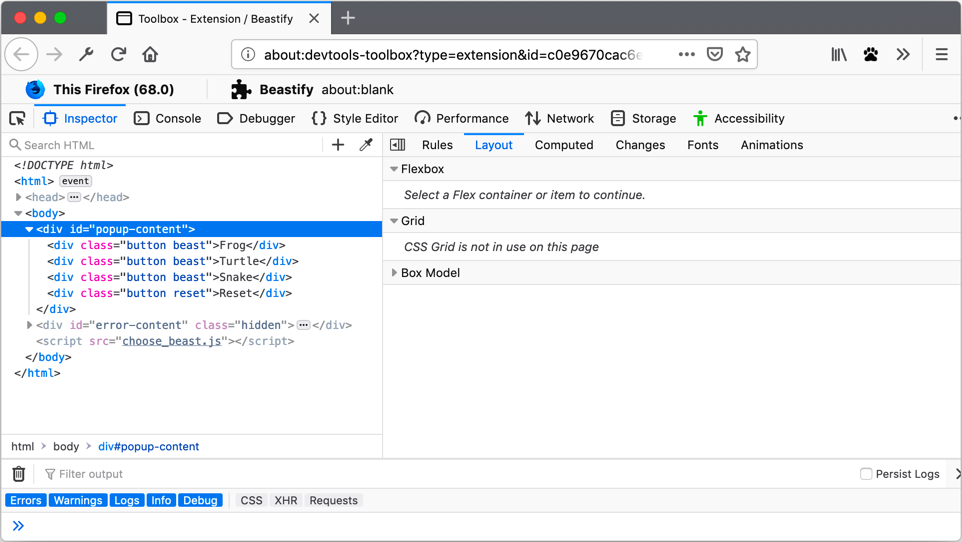 Toolbox - Extension / Beastify
about:devtools-toolbox?type=extension&id=c0e9670cac6e
This Firefox (68.0) Beastify about:blank
Inspector Console Debugger {} Style Editor Performance Network Storage Accessibility
Search HTML
Rules Layout Computed Changes Fonts Animations
<!DOCTYPE html>
<html> event
<head> ··· </head>
<body>
<div id="popup-content">
<div class="button beast">Frog</div>
<div class="button beast">Turtle</div>
<div class="button beast">Snake</div>
<div class="button reset">Reset</div>
</div>
<div id="error-content" class="hidden"> ··· </div>
<script src="choose_beast.js"></script>
</body>
</html>
Flexbox
Select a Flex container or item to continue.
Grid
CSS Grid is not in use on this page
Box Model
html > body > div#popup-content
Filter output Persist Logs
Errors Warnings Logs Info Debug CSS XHR Requests